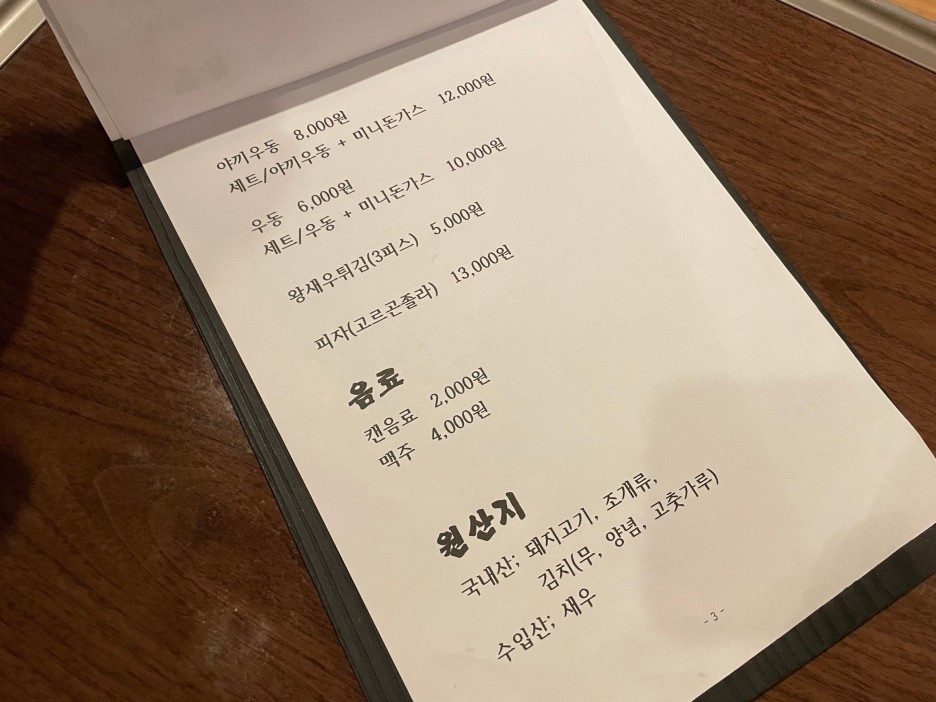 야끼우동 8,000원
세트/야끼우동 + 미니돈가스 12,000원
우동 6,000원
세트/우동 + 미니돈가스 10,000원
왕새우튀김(3피스) 5,000원
피자(고르곤졸라) 13,000원
음료
캔음료 2,000원
맥주 4,000원
원산지
국내산; 돼지고기, 조개류,
김치(무, 양념, 고춧가루)
수입산; 새우
- 3 -